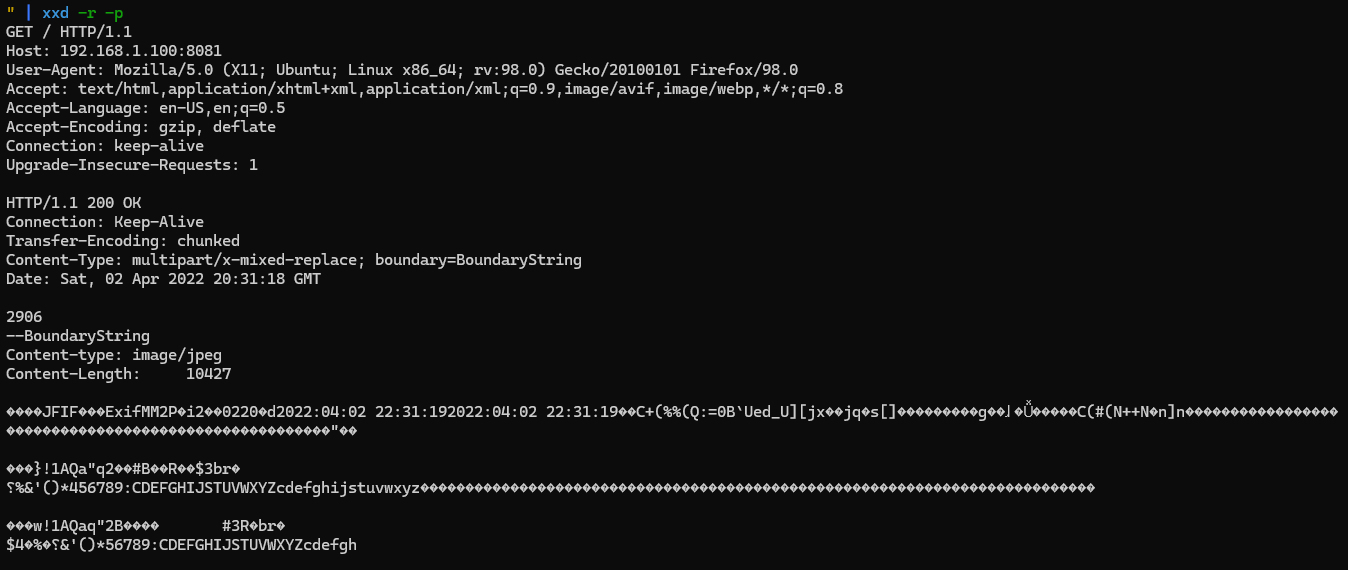 " | xxd -r -p
GET / HTTP/1.1
Host: 192.168.1.100:8081
User-Agent: Mozilla/5.0 (X11; Ubuntu; Linux x86_64; rv:98.0) Gecko/20100101 Firefox/98.0
Accept: text/html,application/xhtml+xml,application/xml;q=0.9,image/avif,image/webp,*/*;q=0.8
Accept-Language: en-US,en;q=0.5
Accept-Encoding: gzip, deflate
Connection: keep-alive
Upgrade-Insecure-Requests: 1
HTTP/1.1 200 OK
Connection: Keep-Alive
Transfer-Encoding: chunked
Content-Type: multipart/x-mixed-replace; boundary=BoundaryString
Date: Sat, 02 Apr 2022 20:31:18 GMT
2906
--BoundaryString
Content-type: image/jpeg
Content-Length:     10427
����JFIF���ExifMM2P�i2��0220�d2022:04:02 22:31:192022:04:02 22:31:19��C+(%%(Q:=0B`Ued_U][jx��jq�s[]���������g��
"��
���}!1AQa"q2��#B��R��$3br�
%&'()*456789:CDEFGHIJSTUVWXYZcdefghijstuvwxyz
���w!1AQaq"2B����       #3R�br�
$4�%�؟&'()*56789:CDEFGHIJSTUVWXYZcdefgh